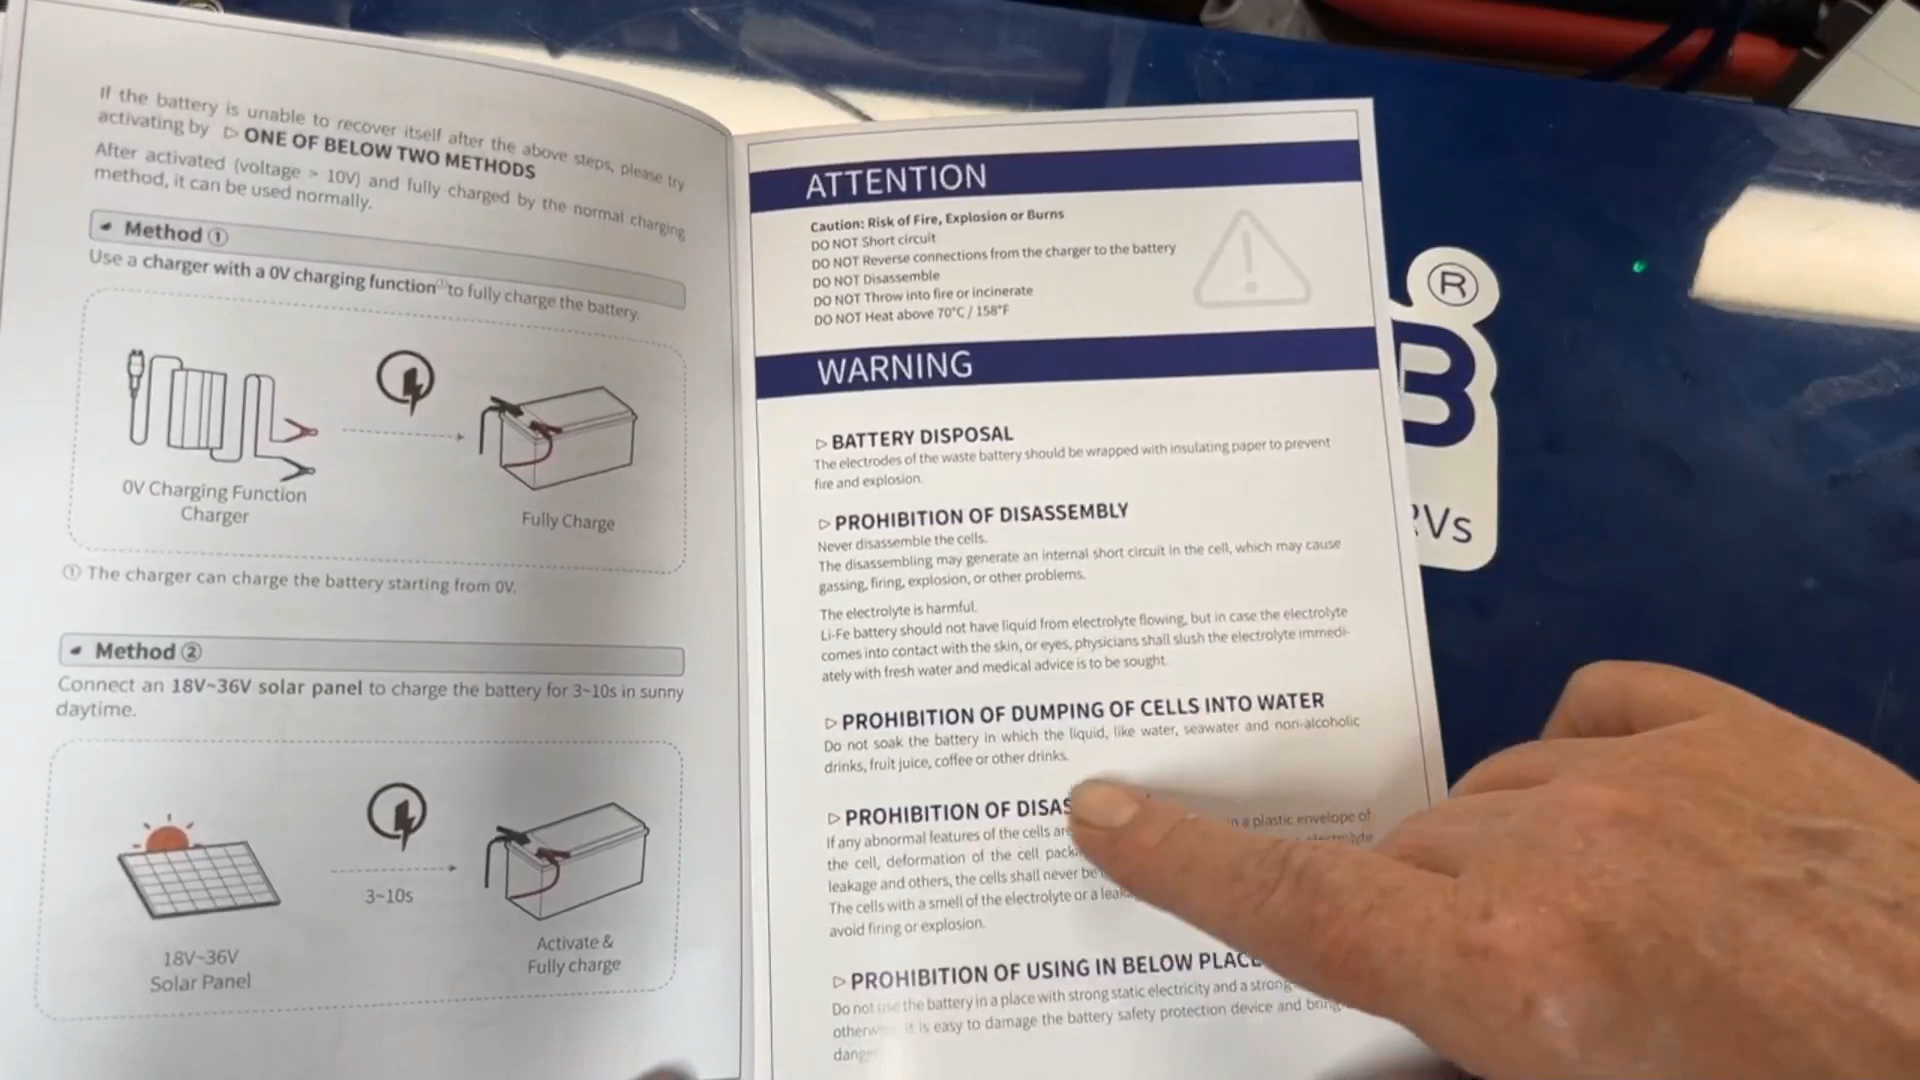 If the battery is unable to recover itself after the above steps, please try
activating by ▷ ONE OF BELOW TWO METHODS
After activated (voltage > 10V) and fully charged by the normal charging
method, it can be used normally.
Method ①
Use a charger with a 0V charging function① to fully charge the battery.
0V Charging Function
Charger
Fully Charge
① The charger can charge the battery starting from 0V.
Method ②
Connect an 18V~36V solar panel to charge the battery for 3~10s in sunny
daytime.
3~10s
18V~36V
Solar Panel
Activate &
Fully charge
ATTENTION
Caution: Risk of Fire, Explosion or Burns
DO NOT Short circuit
DO NOT Reverse connections from the charger to the battery
DO NOT Disassemble
DO NOT Throw into fire or incinerate
DO NOT Heat above 70°C / 158°F
WARNING
▷ BATTERY DISPOSAL
The electrodes of the waste battery should be wrapped with insulating paper to prevent
fire and explosion.
▷ PROHIBITION OF DISASSEMBLY
Never disassemble the cells.
The disassembling may generate an internal short circuit in the cell, which may cause
gassing, firing, explosion, or other problems.
The electrolyte is harmful.
Li-Fe battery should not have liquid from electrolyte flowing, but in case the electrolyte
comes into contact with the skin, or eyes, physicians shall slush the electrolyte immedi-
ately with fresh water and medical advice is to be sought.
▷ PROHIBITION OF DUMPING OF CELLS INTO WATER
Do not soak the battery in which the liquid, like water, seawater and non-alcoholic
drinks, fruit juice, coffee or other drinks.
▷ PROHIBITION OF
If any abnormal features of the cells are in a plastic envelope of
the cell, deformation of the cell electrolyte
leakage and others, the cells shall never be
The cells with a smell of the electrolyte or a
avoid firing or explosion.
▷ PROHIBITION OF USING IN BELOW
Do not use the battery in a place with strong static electricity and a strong
it is easy to damage the battery safety protection device and
®
B
Vs